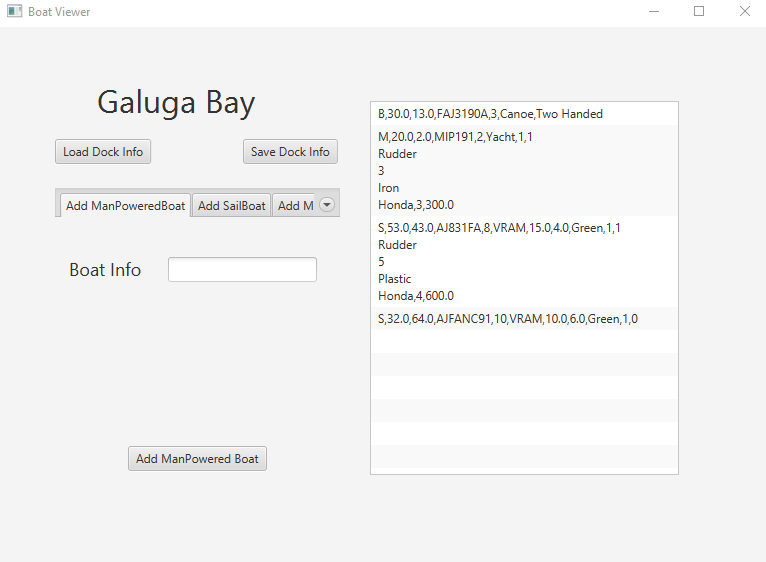 Boat Viewer
Galuga Bay
Load Dock Info
Save Dock Info
Add ManPoweredBoat
Add SailBoat
Add M
Boat Info
Add ManPowered Boat
B,30.0,13.0,FAJ3190A,3,Canoe,Two Handed
M,20.0,2.0,MIP191,2,Yacht,1,1
Rudder
3
Iron
Honda,3,300.0
S,53.0,43.0,AJ831FA,8,VRAM,15.0,4.0,Green,1,1
Rudder
5
Plastic
Honda,4,600.0
S,32.0,64.0,AJFANC91,10,VRAM,10.0,6.0,Green,1,0